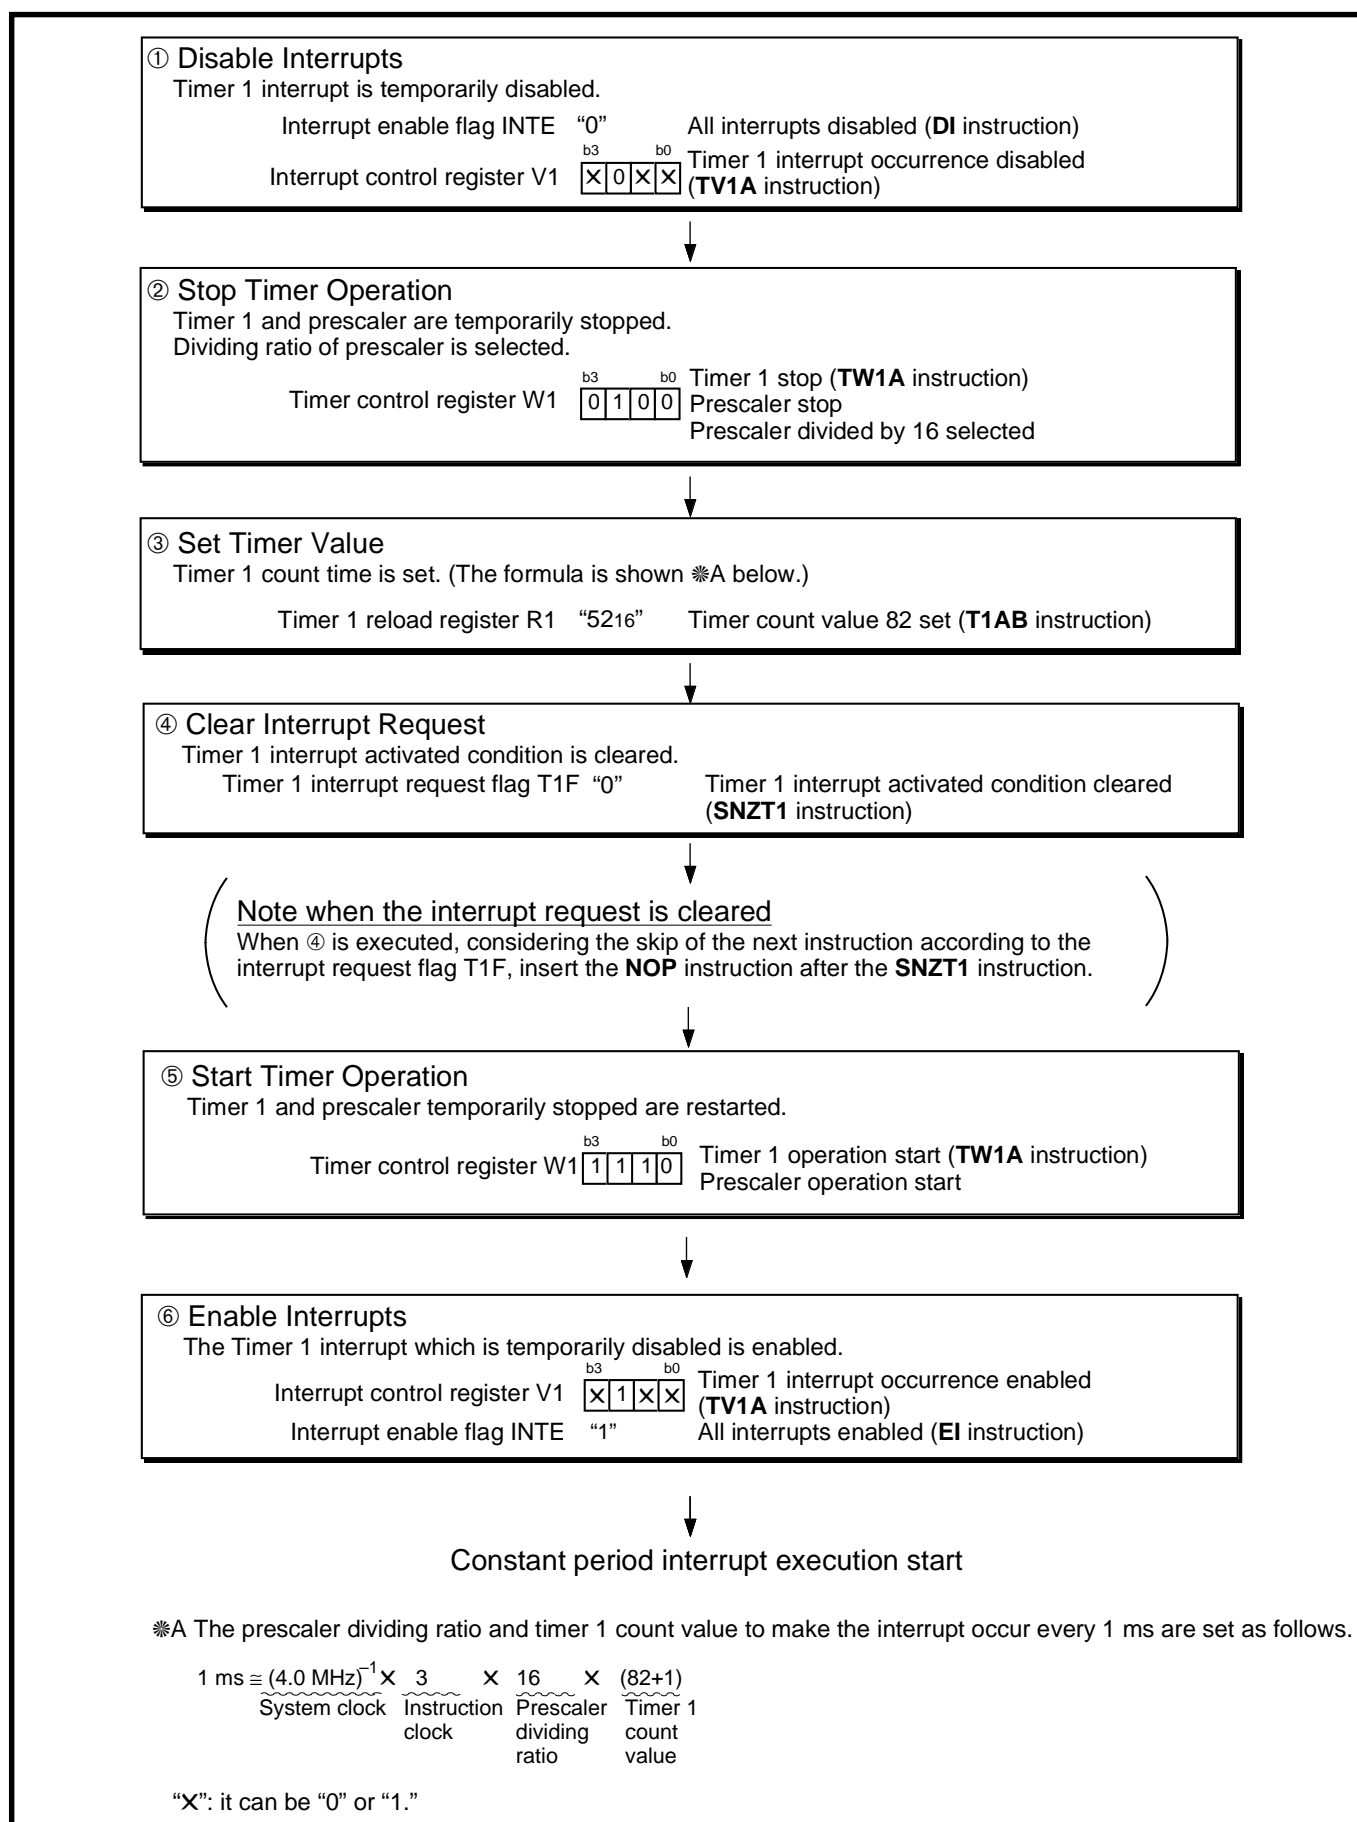 ① Disable Interrupts
Timer 1 interrupt is temporarily disabled.
Interrupt enable flag INTE “0” All interrupts disabled (DI instruction)
b3 b0 Timer 1 interrupt occurrence disabled
Interrupt control register V1 ✕ 0 ✕ ✕ (TV1A instruction)
② Stop Timer Operation
Timer 1 and prescaler are temporarily stopped.
Dividing ratio of prescaler is selected.
b3 b0 Timer 1 stop (TW1A instruction)
Timer control register W1 0 1 0 0 Prescaler stop
Prescaler divided by 16 selected
③ Set Timer Value
Timer 1 count time is set. (The formula is shown ❊A below.)
Timer 1 reload register R1 “5216” Timer count value 82 set (T1AB instruction)
④ Clear Interrupt Request
Timer 1 interrupt activated condition is cleared.
Timer 1 interrupt request flag T1F “0” Timer 1 interrupt activated condition cleared
(SNZT1 instruction)
Note when the interrupt request is cleared
When ④ is executed, considering the skip of the next instruction according to the
interrupt request flag T1F, insert the NOP instruction after the SNZT1 instruction.
⑤ Start Timer Operation
Timer 1 and prescaler temporarily stopped are restarted.
b3 b0
Timer control register W1 1 1 1 0 Timer 1 operation start (TW1A instruction)
Prescaler operation start
⑥ Enable Interrupts
The Timer 1 interrupt which is temporarily disabled is enabled.
b3 b0 Timer 1 interrupt occurrence enabled
Interrupt control register V1 ✕ 1 ✕ ✕ (TV1A instruction)
Interrupt enable flag INTE “1” All interrupts enabled (EI instruction)
Constant period interrupt execution start
❊A The prescaler dividing ratio and timer 1 count value to make the interrupt occur every 1 ms are set as follows.
1 ms ≅ (4.0 MHz)–1 ✕ 3 ✕ 16 ✕ (82+1)
System clock Instruction Prescaler Timer 1
clock dividing count
ratio value
“✕”: it can be “0” or “1.”